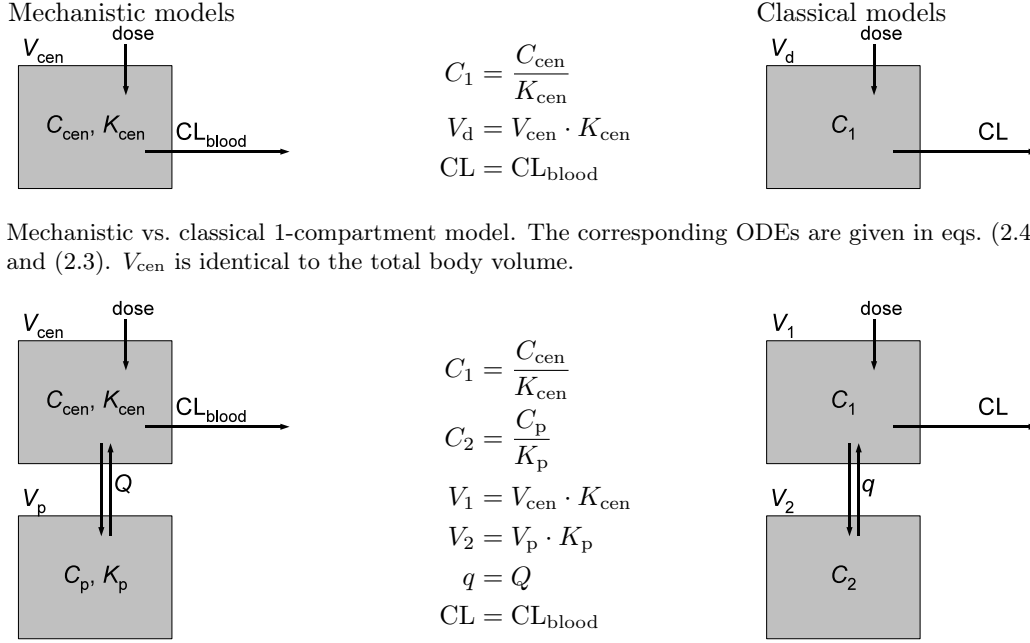 Mechanistic models
Classical models
V_cen
dose
C_cen, K_cen
CL_blood
C_1 = C_cen / K_cen
V_d = V_cen · K_cen
CL = CL_blood
V_d
dose
C_1
CL
Mechanistic vs. classical 1-compartment model. The corresponding ODEs are given in eqs. (2.4
and (2.3). V_cen is identical to the total body volume.
V_cen
dose
C_cen, K_cen
CL_blood
Q
V_p
C_p, K_p
C_1 = C_cen / K_cen
C_2 = C_p / K_p
V_1 = V_cen · K_cen
V_2 = V_p · K_p
q = Q
CL = CL_blood
V_1
dose
C_1
CL
q
V_2
C_2